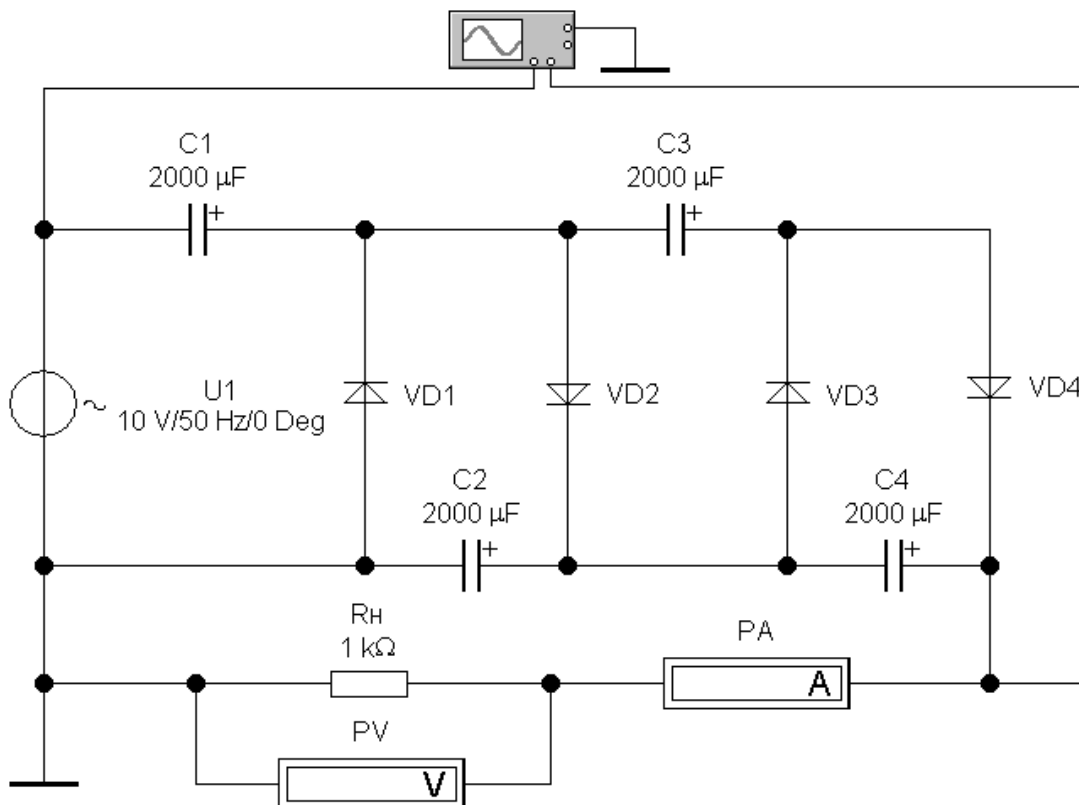 C1
2000 µF
+
C3
2000 µF
+
U1
10 V/50 Hz/0 Deg
~
VD1
VD2
VD3
VD4
C2
2000 µF
+
C4
2000 µF
+
Rн
1 kΩ
PA
A
PV
V